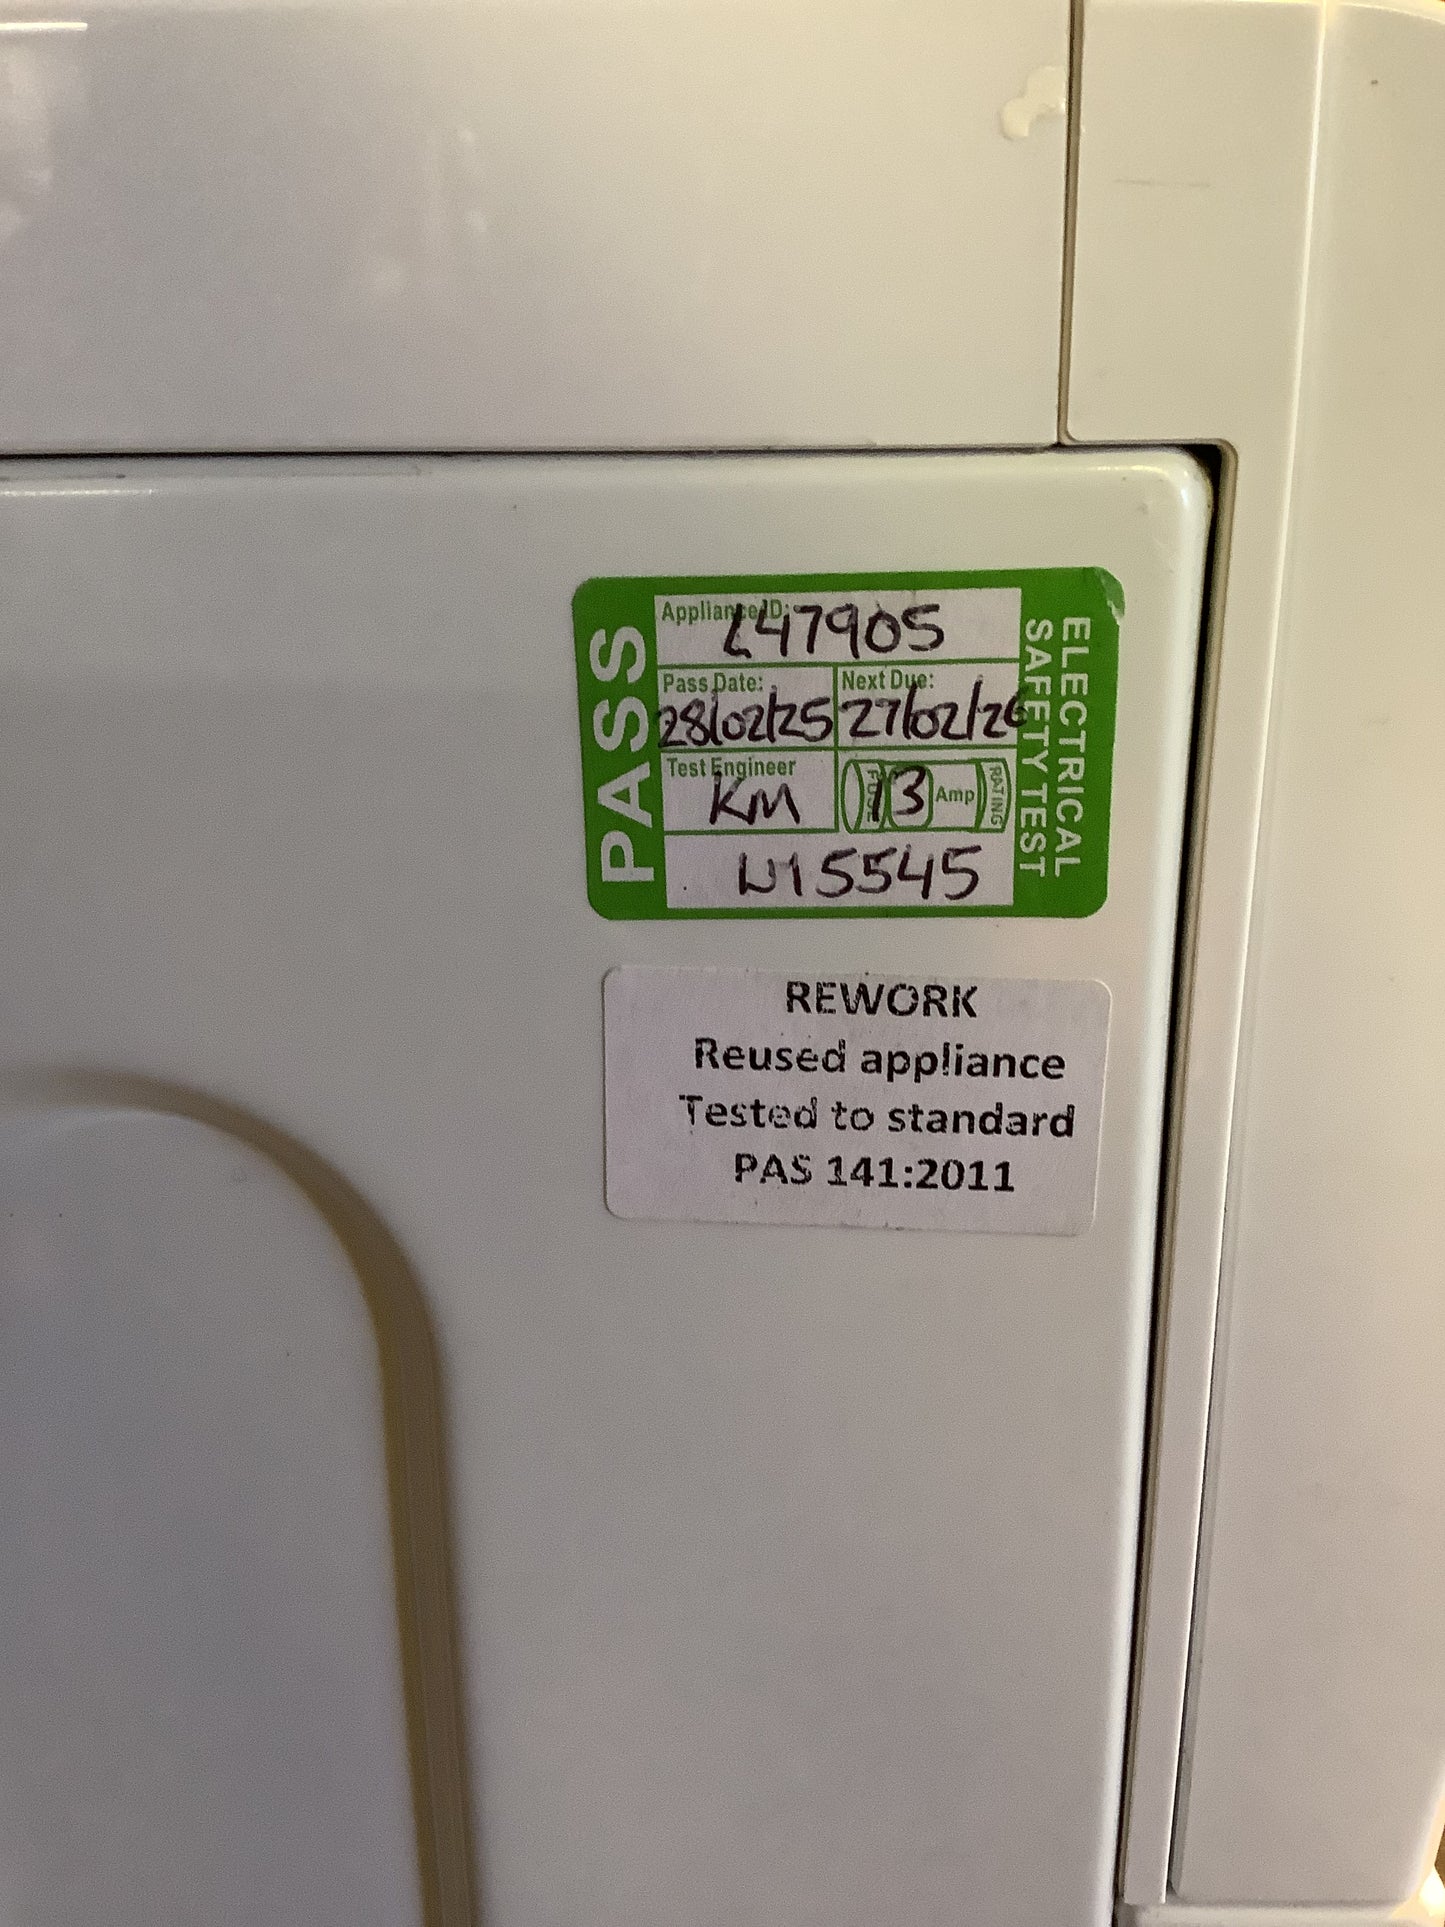 PASS
Appliance ID:
L47905
Pass Date: Next Due:
28/02/25 27/02/26
Test Engineer
KM FUSE 13 Amp RATING
5545
ELECTRICAL
SAFETY TEST
REWORK
Reused appliance
Tested to standard
PAS 141:2011